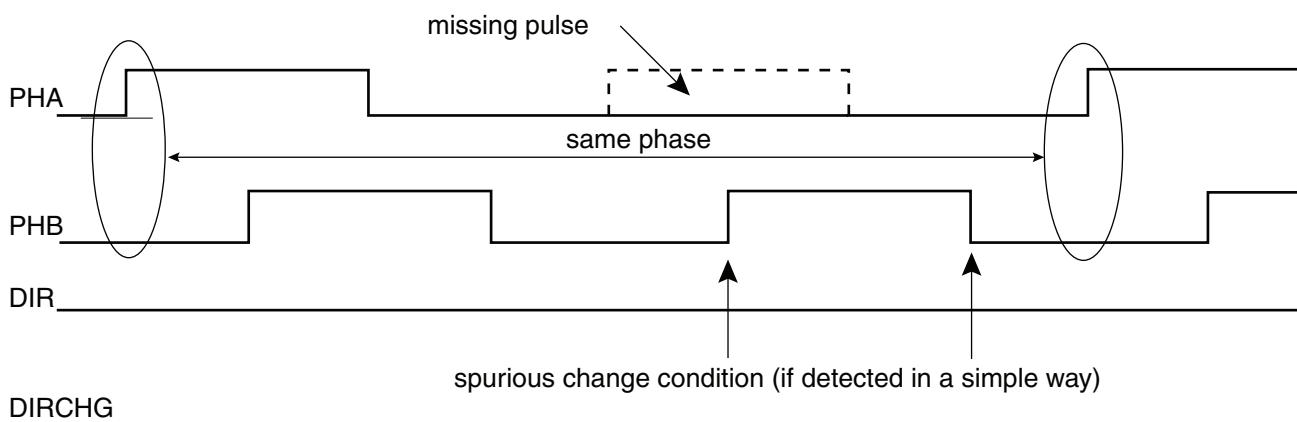 missing pulse
PHA
same phase
PHB
DIR
spurious change condition (if detected in a simple way)
DIRCHG